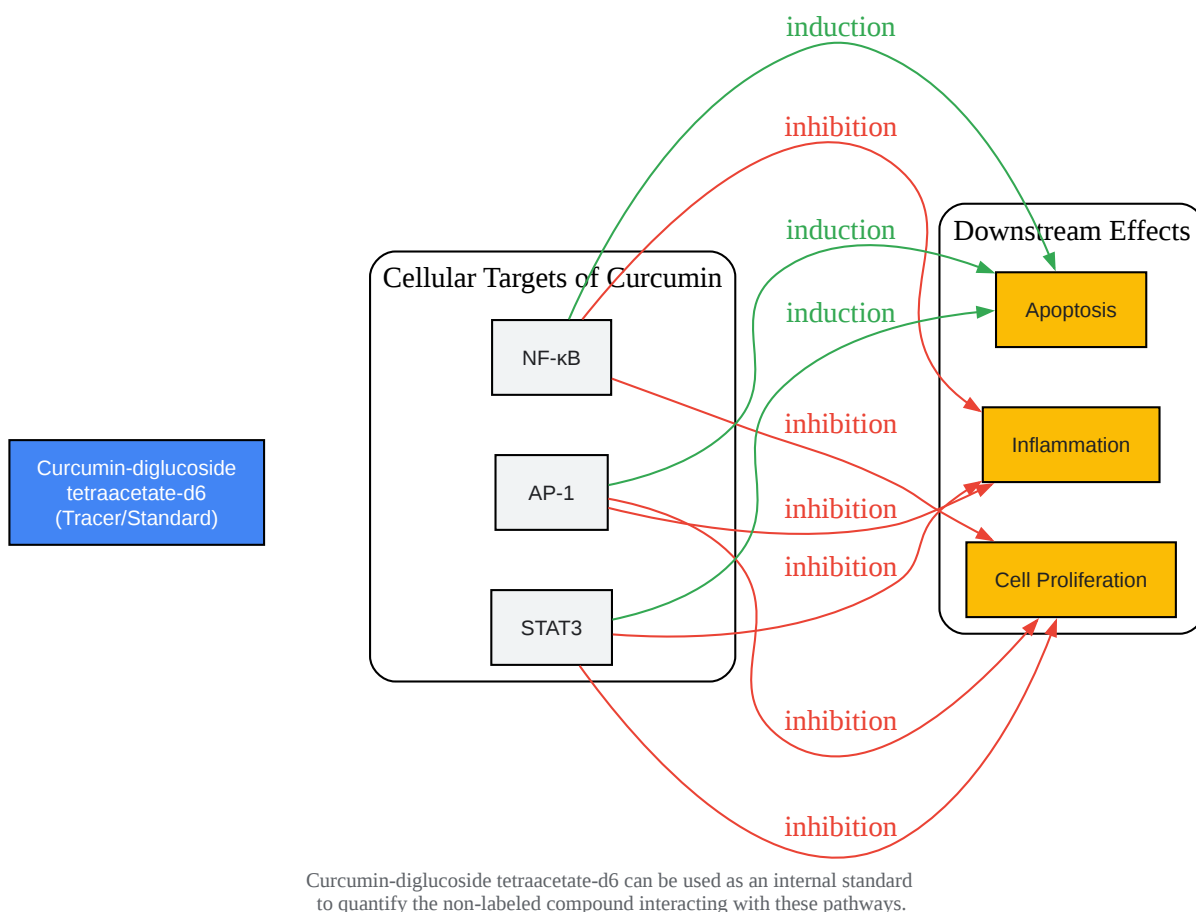 induction
inhibition
induction
Downstream Effects
Cellular Targets of Curcumin
induction
Apoptosis
NF-κB
inhibition
Inflammation
Curcumin-diglucoside
tetraacetate-d6
(Tracer/Standard)
AP-1
inhibition
inhibition
Cell Proliferation
STAT3
inhibition
inhibition
Curcumin-diglucoside tetraacetate-d6 can be used as an internal standard
to quantify the non-labeled compound interacting with these pathways.